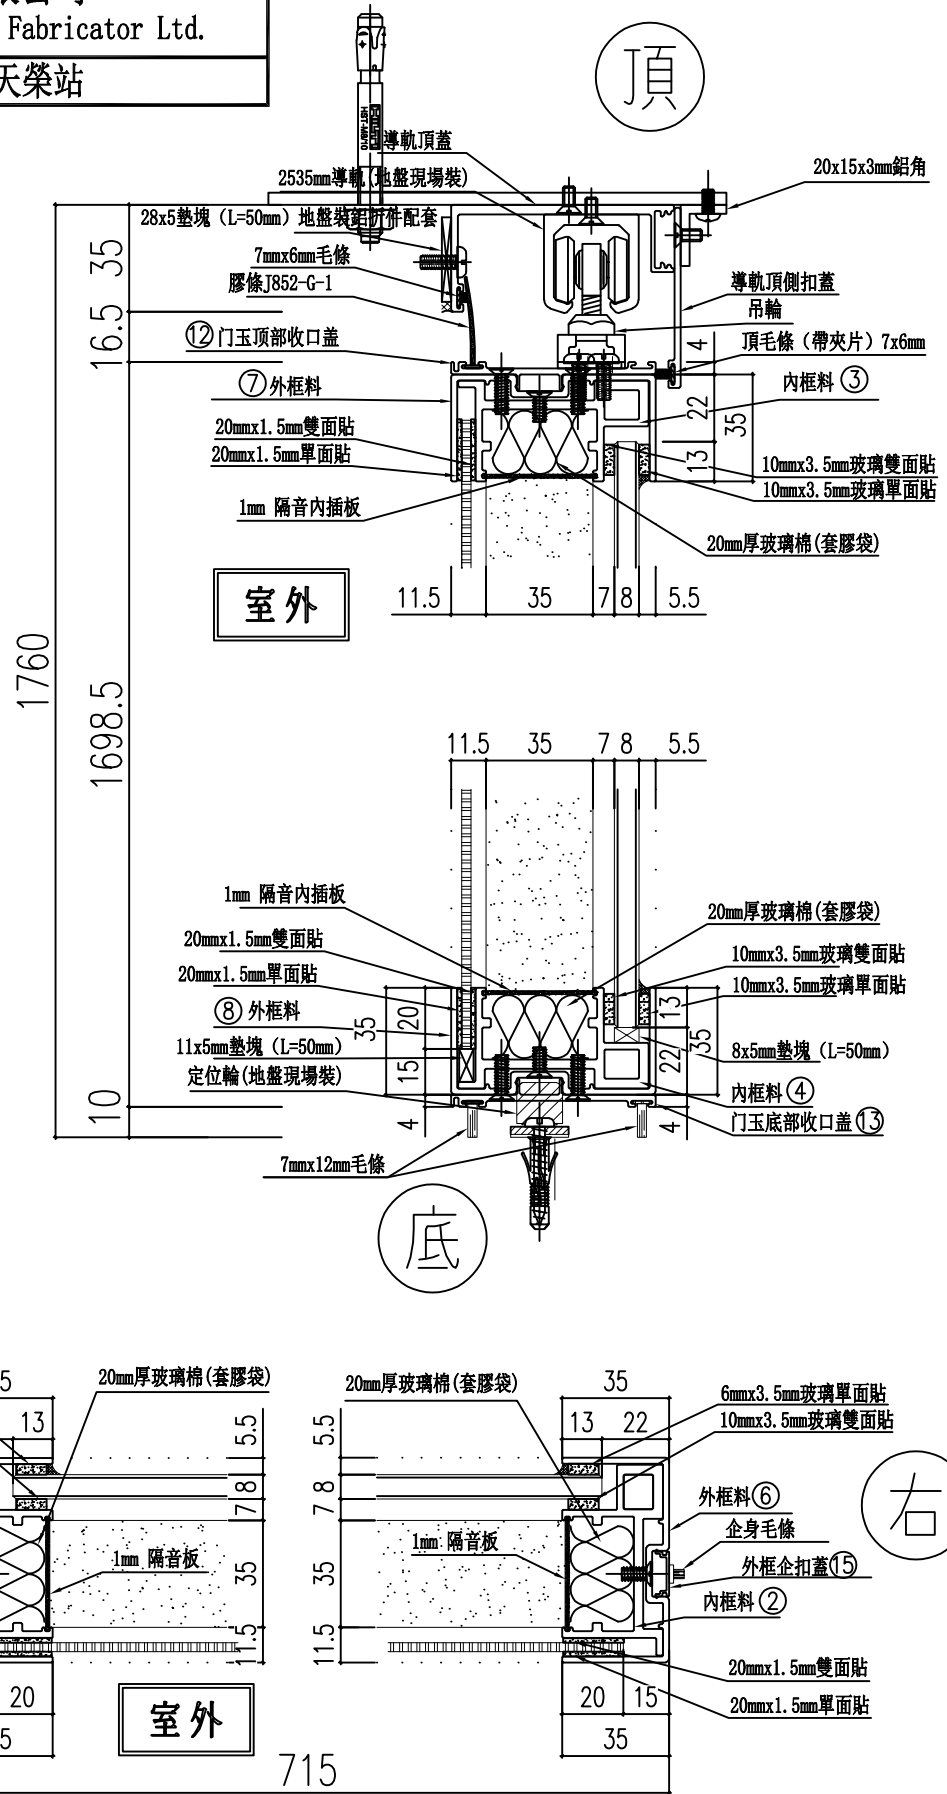 Fabricator Ltd.
天榮站
頂
導軌頂蓋
2535mm導軌(地盤現場裝)
20x15x3mm鋁角
28x5墊塊（L=50mm）地盤裝鋁折件配套
7mmx6mm毛條
膠條J852-G-1
導軌頂側扣蓋
吊輪
⑫门玉顶部收口盖
頂毛條（帶夾片）7x6mm
⑦外框料
內框料③
20mmx1.5mm雙面貼
20mmx1.5mm單面貼
10mmx3.5mm玻璃雙面貼
10mmx3.5mm玻璃單面貼
1mm 隔音內插板
20mm厚玻璃棉(套膠袋)
35
16.5
4
22
13
35
室外
11.5 35 7 8 5.5
1760
1698.5
10
11.5 35 7 8 5.5
1mm 隔音內插板
20mm厚玻璃棉(套膠袋)
20mmx1.5mm雙面貼
10mmx3.5mm玻璃雙面貼
20mmx1.5mm單面貼
10mmx3.5mm玻璃單面貼
⑧外框料
11x5mm墊塊（L=50mm）
8x5mm墊塊（L=50mm）
定位輪(地盤現場裝)
內框料④
门玉底部收口盖⑬
7mmx12mm毛條
35
20
15
4
13
22
35
4
底
20mm厚玻璃棉(套膠袋)
20mm厚玻璃棉(套膠袋)
5
13
5.5
8
7
35
11.5
5.5
8
7
35
11.5
35
13 22
6mmx3.5mm玻璃單面貼
10mmx3.5mm玻璃雙面貼
右
外框料⑥
企身毛條
外框企扣蓋⑮
內框料②
1mm 隔音板
1mm 隔音板
20mmx1.5mm雙面貼
20mmx1.5mm單面貼
20
5
室外
20 15
35
715